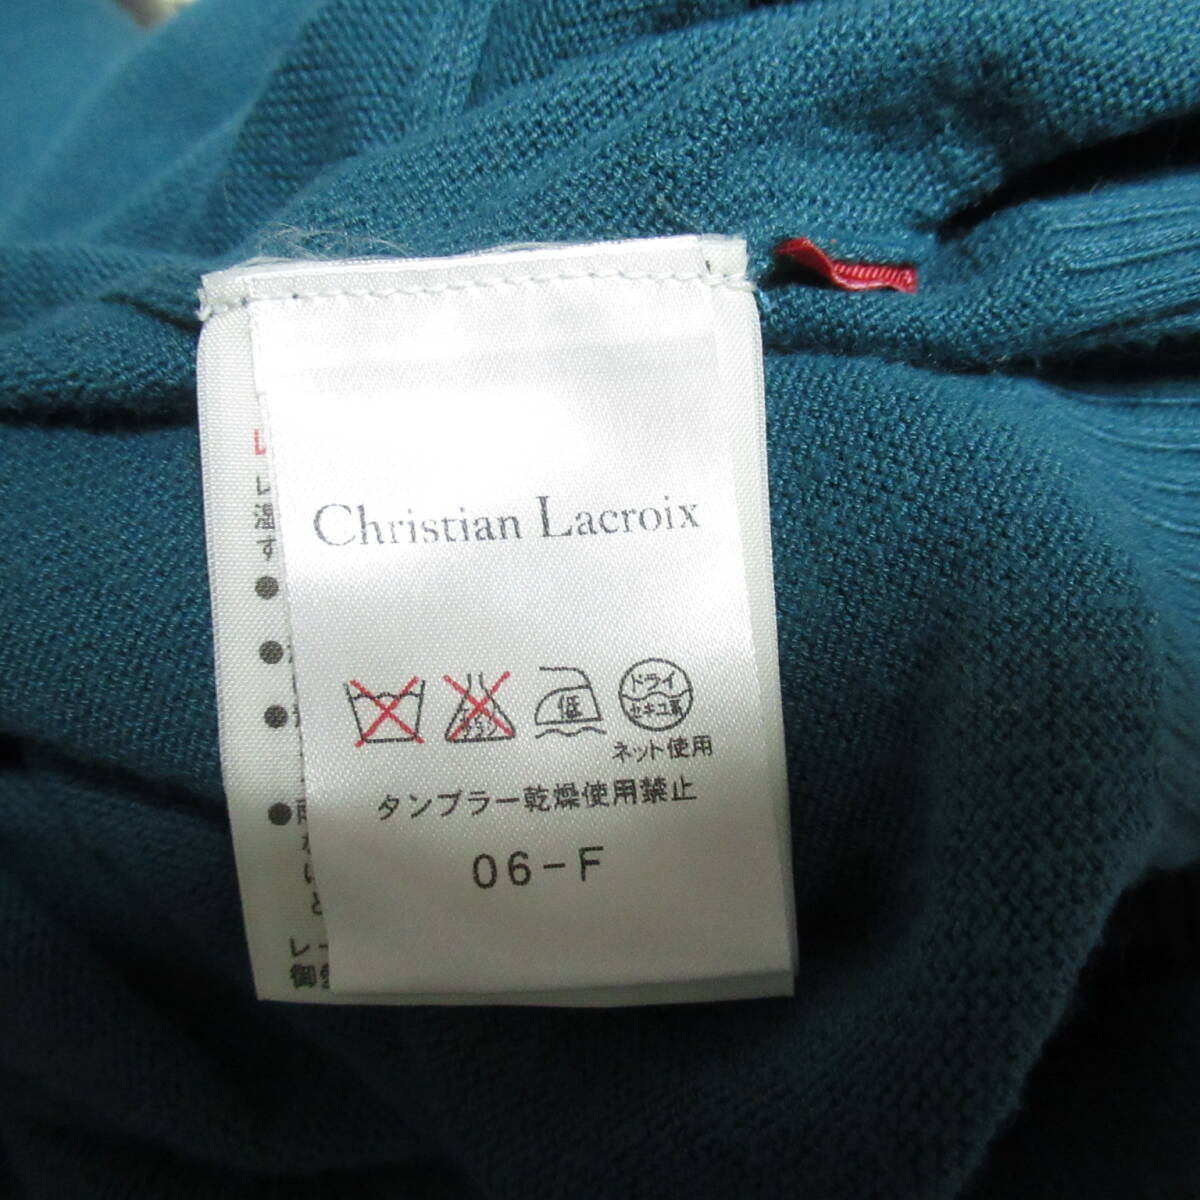 Christian Lacroix
低
ドライ
セキユ系
ネット使用
タンブラー乾燥使用禁止
06-F